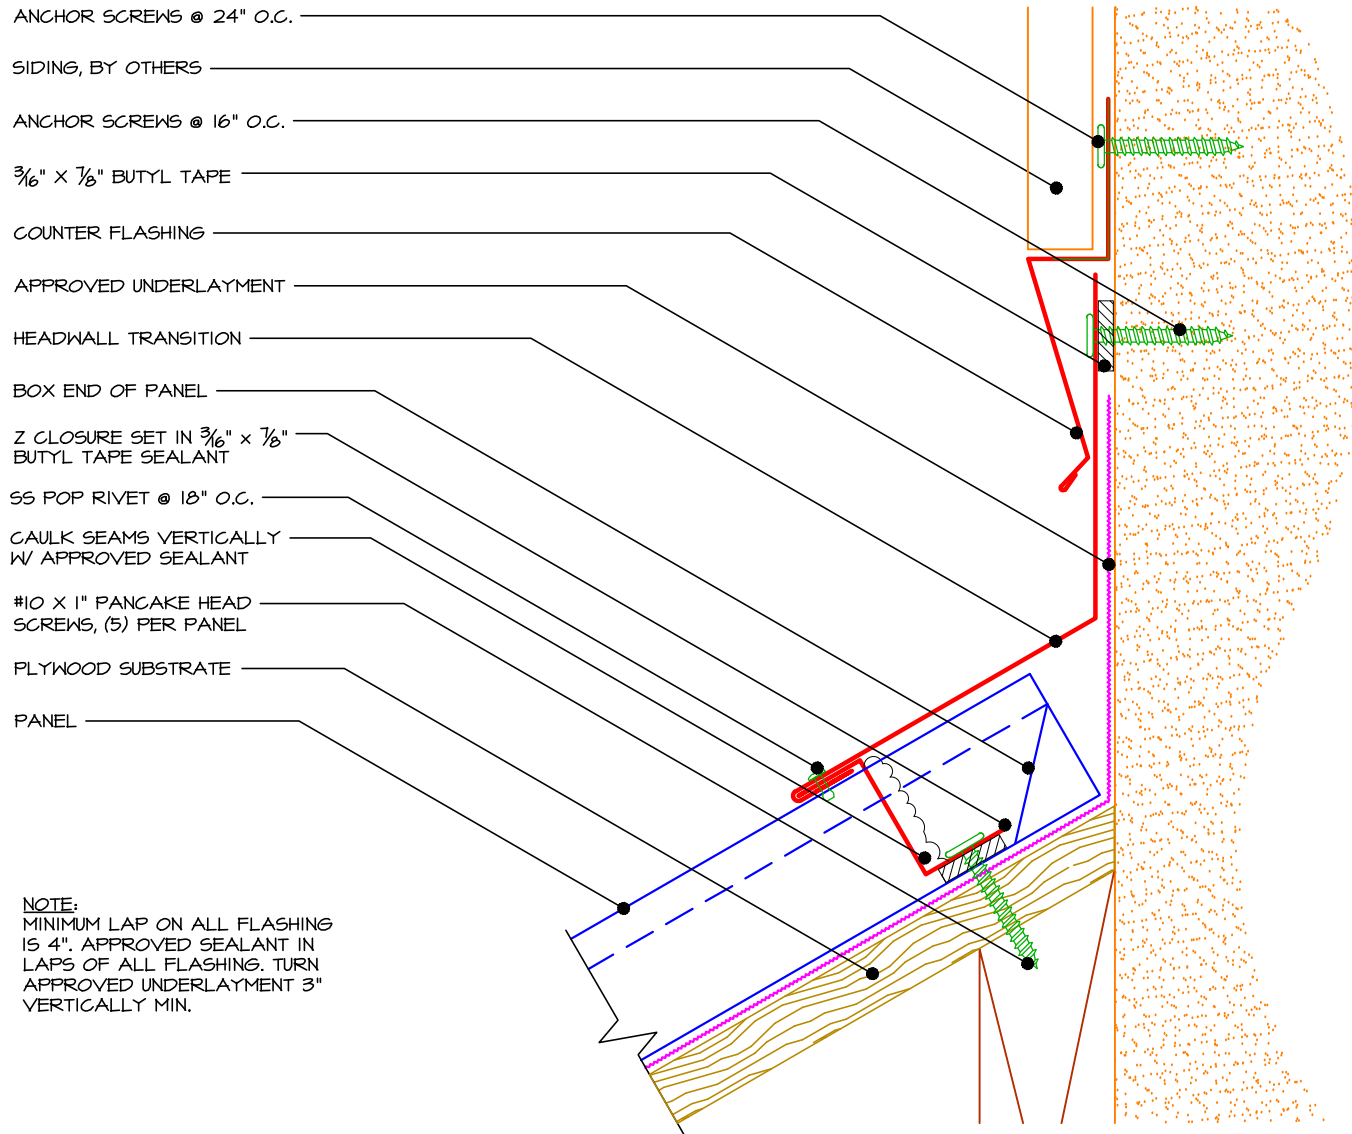 ANCHOR SCREWS @ 24" O.C.
SIDING, BY OTHERS
ANCHOR SCREWS @ 16" O.C.
3/16" X 7/8" BUTYL TAPE
COUNTER FLASHING
APPROVED UNDERLAYMENT
HEADWALL TRANSITION
BOX END OF PANEL
Z CLOSURE SET IN 3/16" x 7/8"
BUTYL TAPE SEALANT
SS POP RIVET @ 18" O.C.
CAULK SEAMS VERTICALLY
W/ APPROVED SEALANT
#10 X 1" PANCAKE HEAD
SCREWS, (5) PER PANEL
PLYWOOD SUBSTRATE
PANEL
NOTE:
MINIMUM LAP ON ALL FLASHING
IS 4". APPROVED SEALANT IN
LAPS OF ALL FLASHING. TURN
APPROVED UNDERLAYMENT 3"
VERTICALLY MIN.